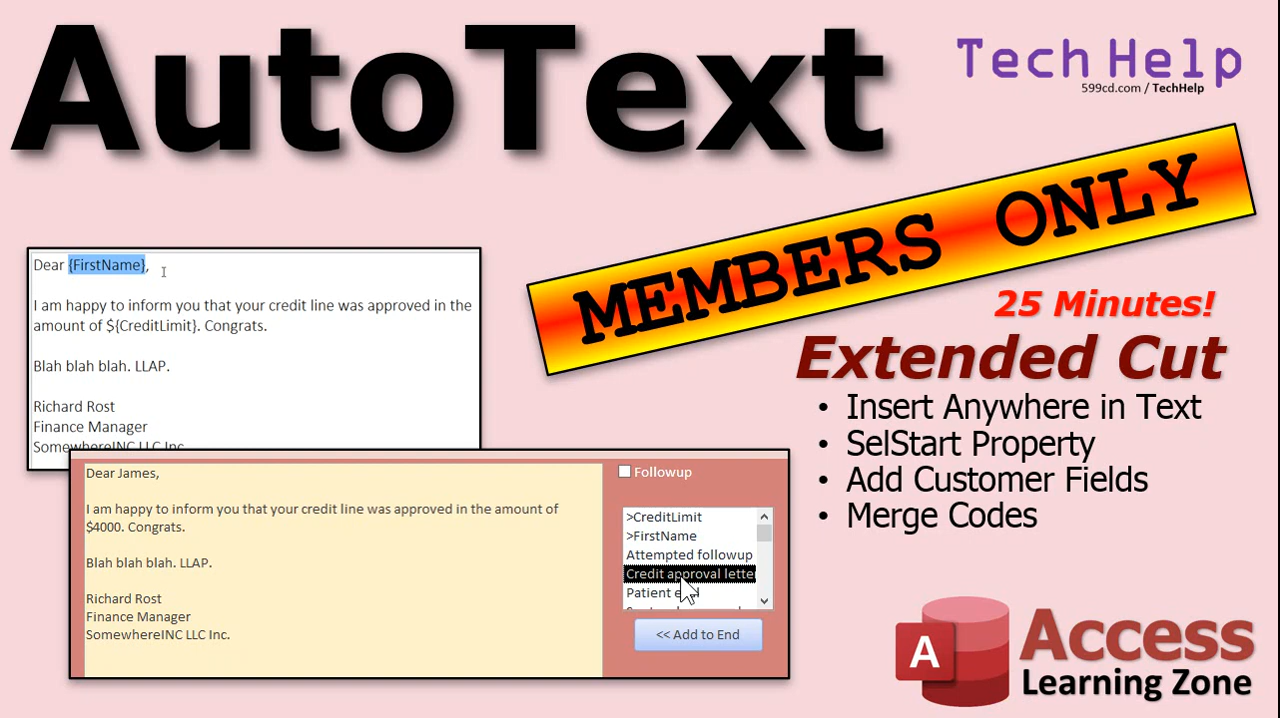 AutoText
Tech Help
599cd.com / TechHelp
MEMBERS ONLY
Dear {FirstName},
I am happy to inform you that your credit line was approved in the
amount of ${CreditLimit}. Congrats.
Blah blah blah. LLAP.
Richard Rost
Finance Manager
SomewhereINC LLC Inc.
25 Minutes!
Extended Cut
• Insert Anywhere in Text
• SelStart Property
• Add Customer Fields
• Merge Codes
Dear James,
I am happy to inform you that your credit line was approved in the amount of
$4000. Congrats.
Blah blah blah. LLAP.
Richard Rost
Finance Manager
SomewhereINC LLC Inc.
Followup
>CreditLimit
>FirstName
Attempted followup
Credit approval letter
Patient
<< Add to End
A
Access
Learning Zone